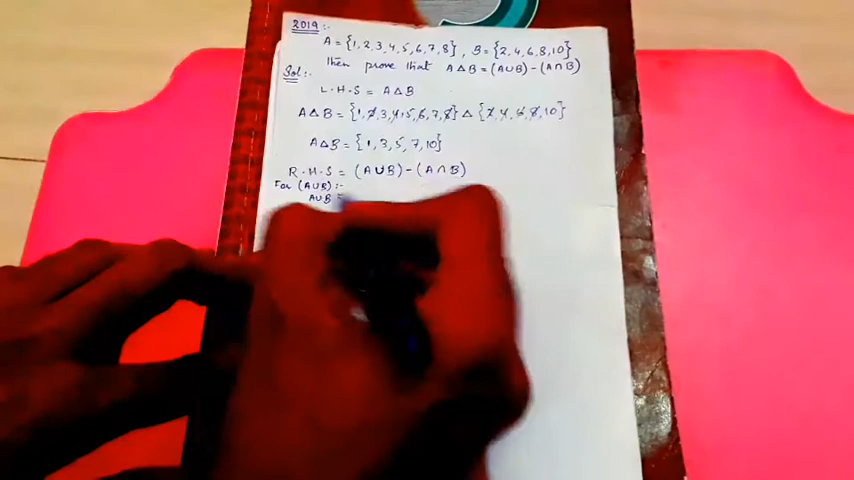 2019:-
A = {1,2,3,4,5,6,7,8}, B = {2,4,6,8,10}
then prove that A△B = (A∪B) - (A∩B)
Sol:-
L.H.S = A△B
A△B = {1,2,3,4,5,6,7,8} △ {2,4,6,8,10}
A△B = {1,3,5,7,10}
R.H.S = (A∪B) - (A∩B)
For (A∪B):-
A∪B =